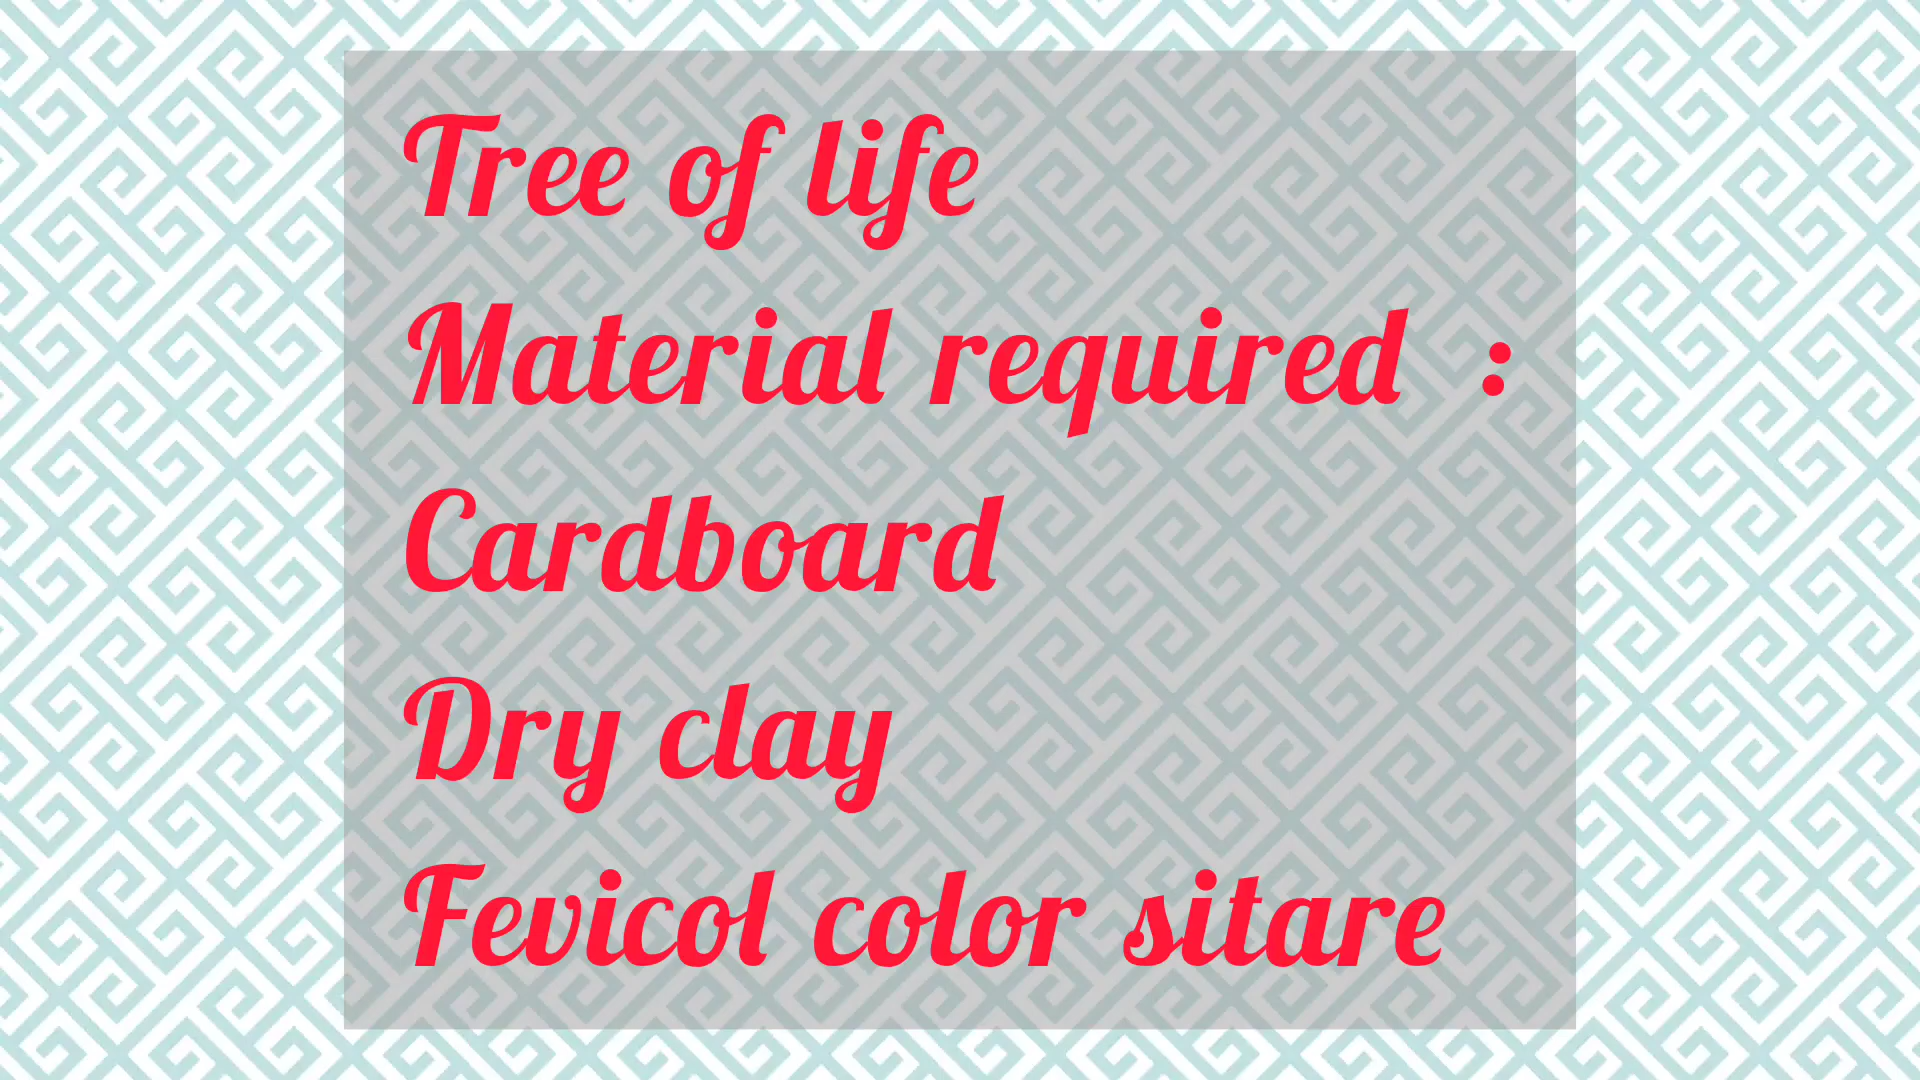 Tree of life
Material required :
Cardboard
Dry clay
Fevicol color sitare